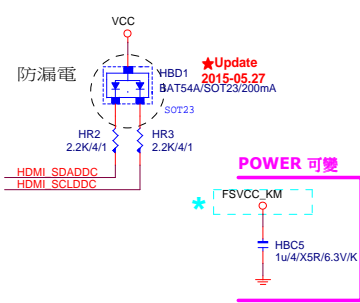 VCC
★Update
2015-05.27
防漏電
HBD1
BAT54A/SOT23/200mA
SOT23
HR2
2.2K/4/1
HR3
2.2K/4/1
HDMI_SDADDC
HDMI_SCLDDC
POWER 可變
FSVCC_KM
*
HBC5
1u/4/X5R/6.3V/K